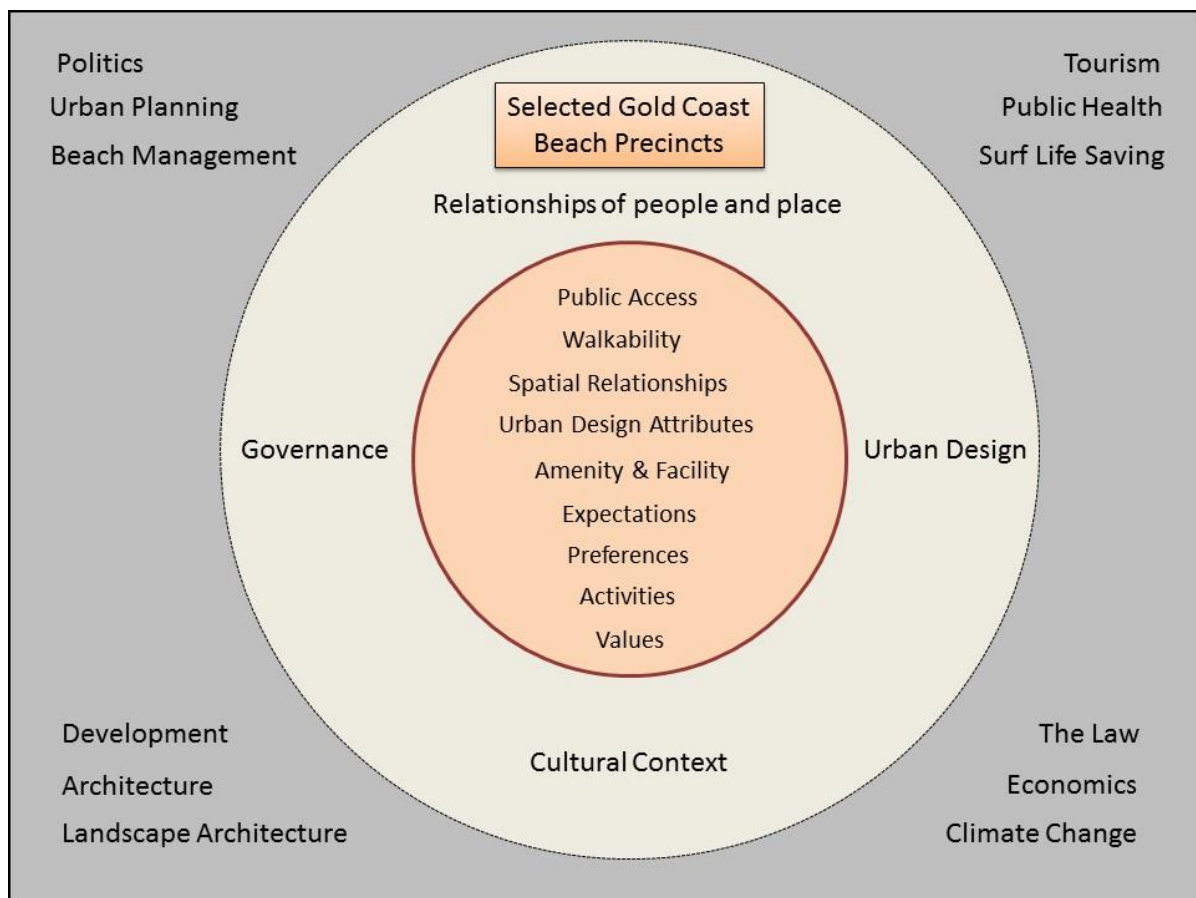 Politics
Urban Planning
Beach Management
Tourism
Public Health
Surf Life Saving
Selected Gold Coast
Beach Precincts
Relationships of people and place
Public Access
Walkability
Spatial Relationships
Urban Design Attributes
Amenity & Facility
Expectations
Preferences
Activities
Values
Governance
Urban Design
Cultural Context
Development
Architecture
Landscape Architecture
The Law
Economics
Climate Change